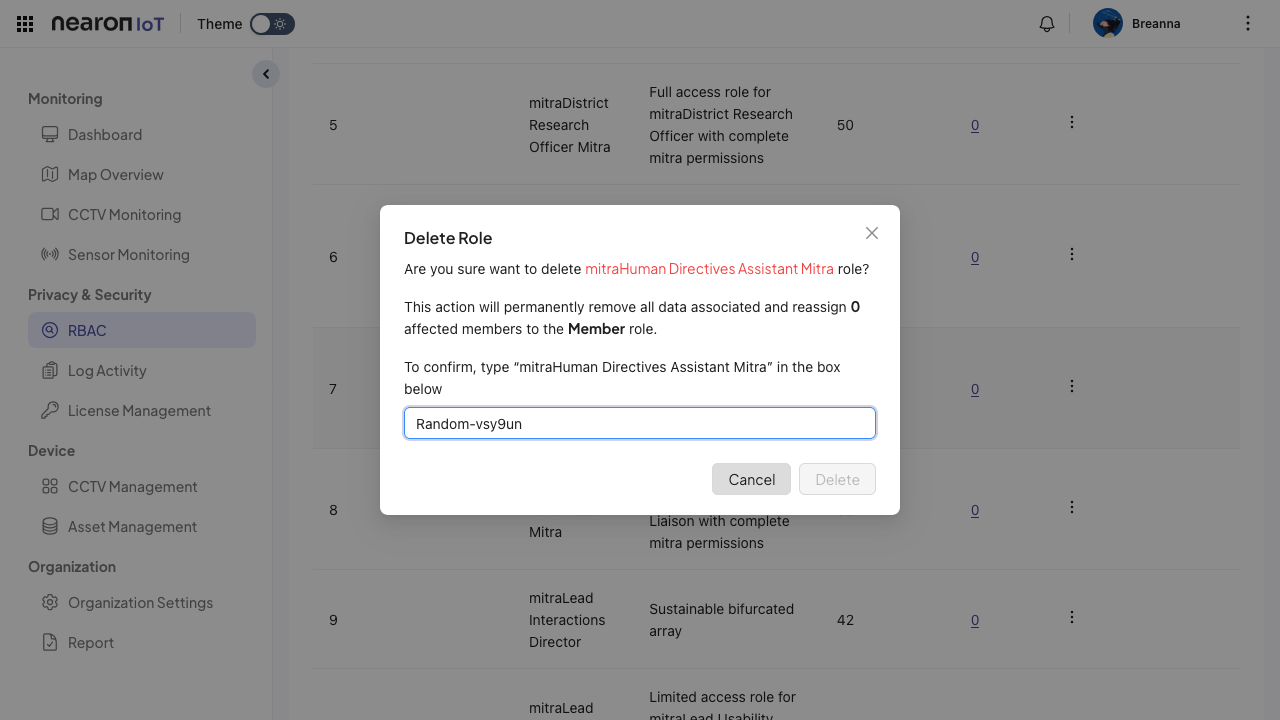 nearon IoT
Theme
Breanna
Monitoring
Dashboard
Map Overview
CCTV Monitoring
Sensor Monitoring
Privacy & Security
RBAC
Log Activity
License Management
Device
CCTV Management
Asset Management
Organization
Organization Settings
Report
5
mitraDistrict
Research
Officer Mitra
Full access role for
mitraDistrict Research
Officer with complete
mitra permissions
50
0
6
0
7
0
8
Mitra
Liaison with complete
mitra permissions
0
9
mitraLead
Interactions
Director
Sustainable bifurcated
array
42
0
mitraLead
Limited access role for
mitraLead Usability
Delete Role
Are you sure want to delete mitraHuman Directives Assistant Mitra role?
This action will permanently remove all data associated and reassign 0
affected members to the Member role.
To confirm, type “mitraHuman Directives Assistant Mitra” in the box
below
Random-vsy9un
Cancel
Delete